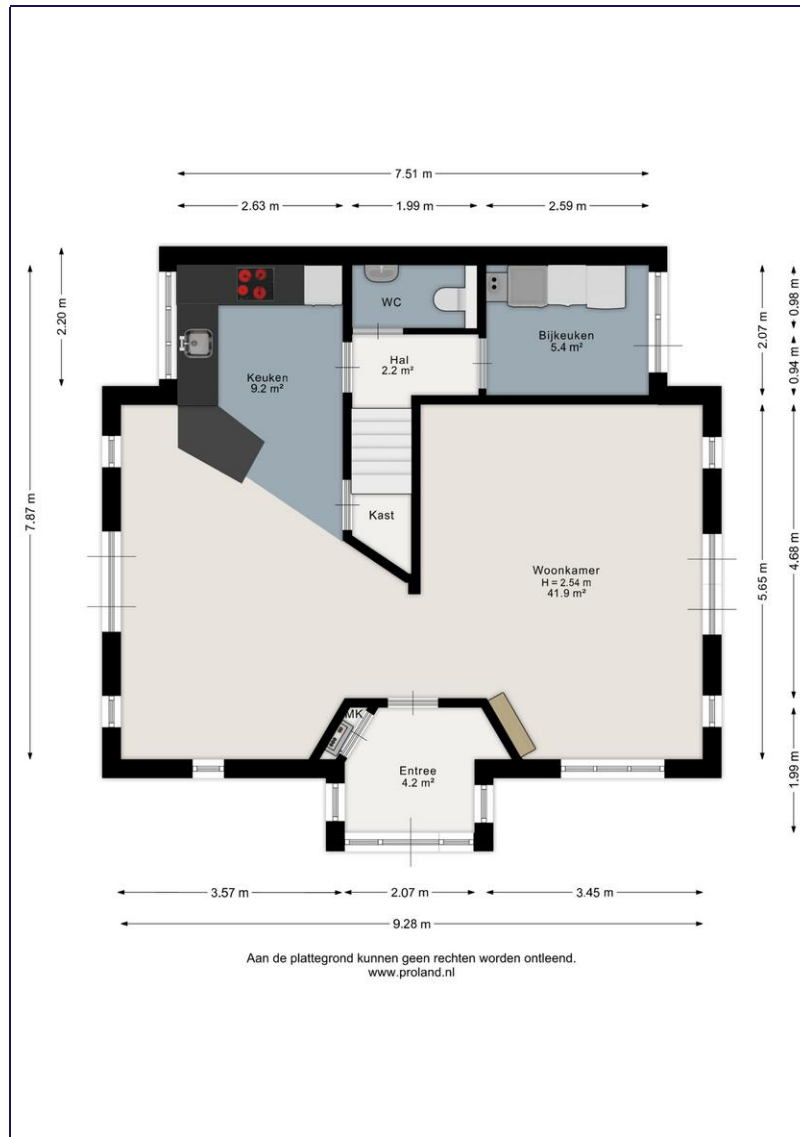 7.51 m
2.63 m
1.99 m
2.59 m
2.20 m
7.87 m
2.07 m
5.65 m
0.98 m
0.94 m
4.68 m
1.99 m
WC
Bijkeuken
5.4 m²
Hal
2.2 m²
Keuken
9.2 m²
Kast
Woonkamer
H = 2.54 m
41.9 m²
MK
Entree
4.2 m²
3.57 m
2.07 m
3.45 m
9.28 m
Aan de plattegrond kunnen geen rechten worden ontleend.
www.proland.nl